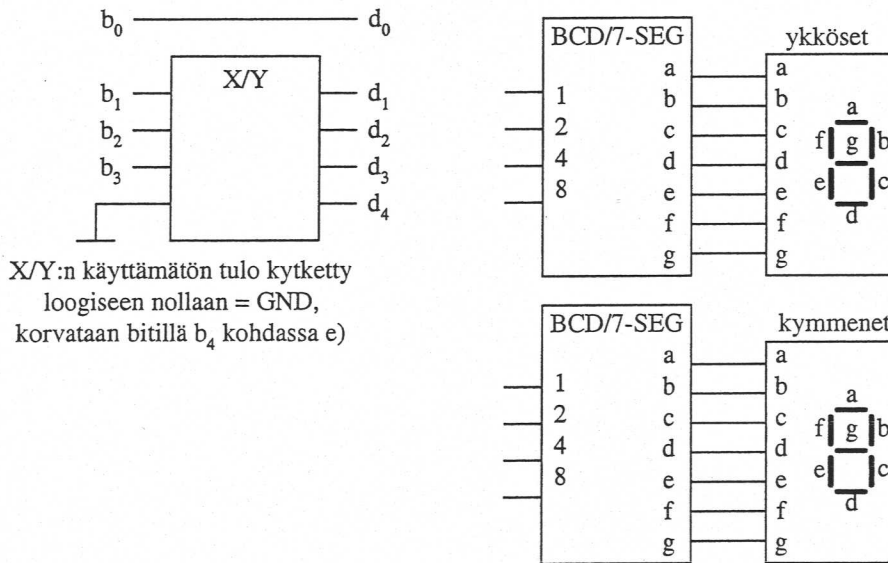 b₀ d₀
X/Y
b₁ d₁
b₂ d₂
b₃ d₃
d₄
X/Y:n käyttämätön tulo kytketty
loogiseen nollaan = GND,
korvataan bitillä b₄ kohdassa e)
BCD/7-SEG
1
2
4
8
a
b
c
d
e
f
g
ykköset
a
b
c
d
e
f
g
a
f g b
e c
d
BCD/7-SEG
1
2
4
8
a
b
c
d
e
f
g
kymmenet
a
b
c
d
e
f
g
a
f g b
e c
d